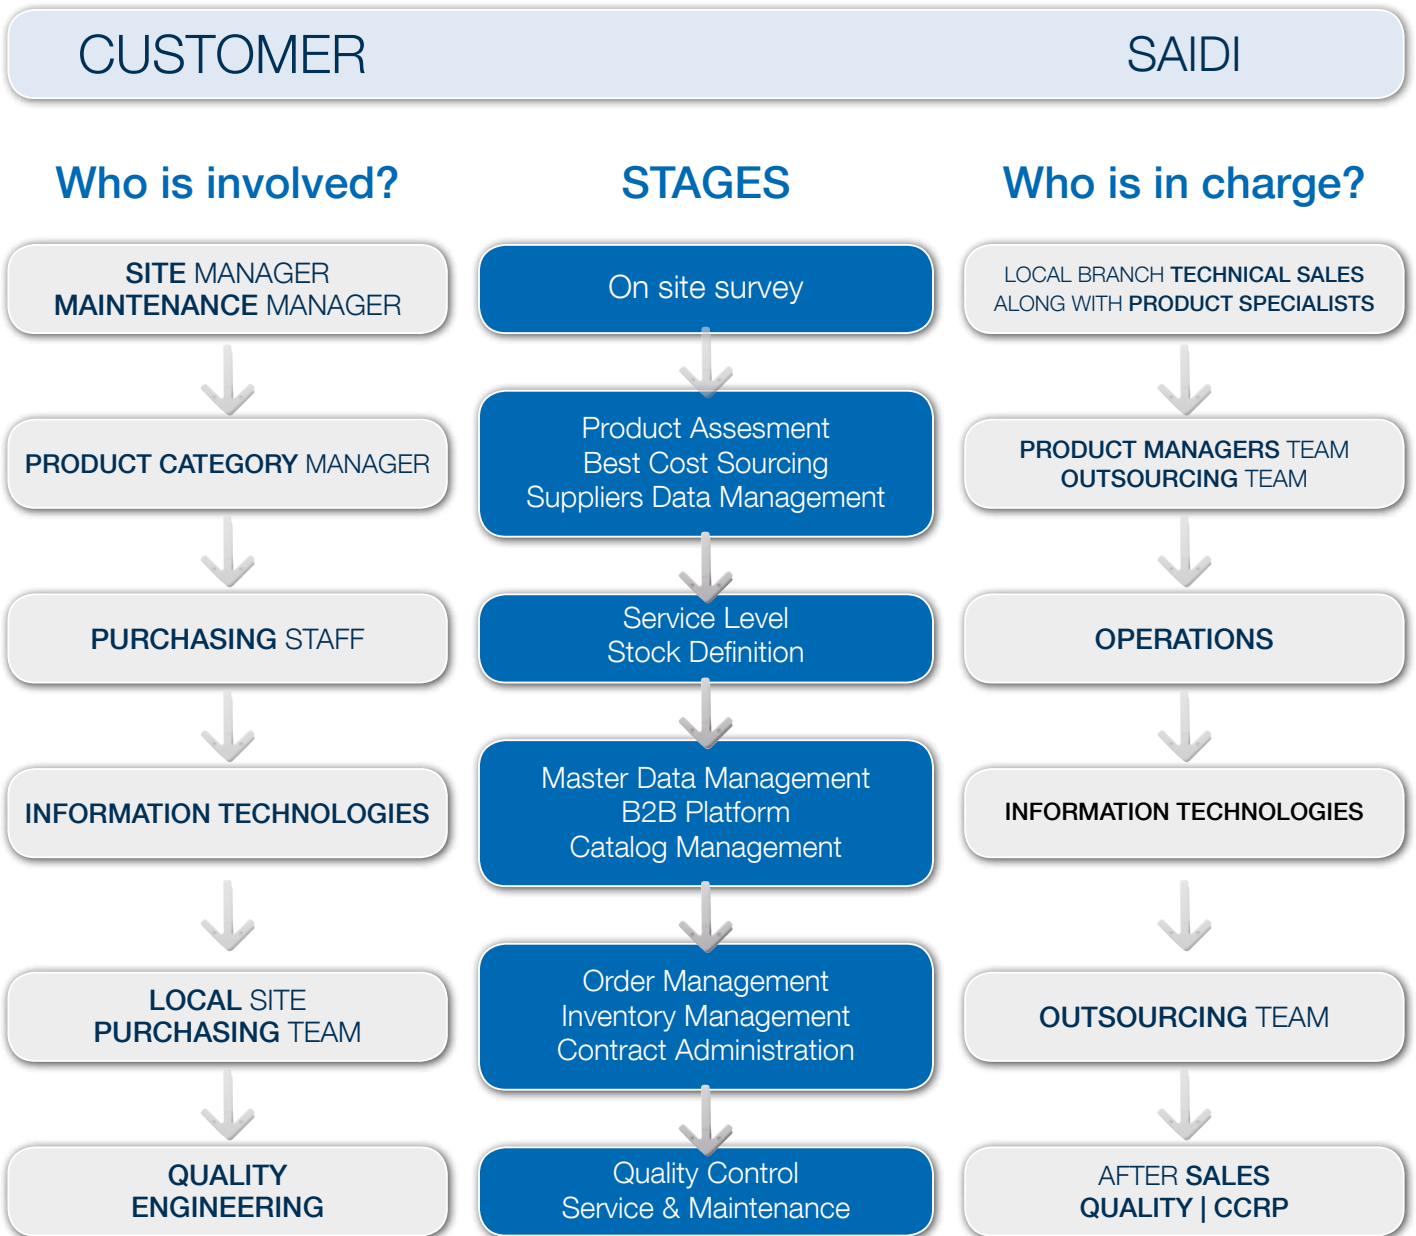 CUSTOMER
SAIDI
Who is involved?
STAGES
Who is in charge?
SITE MANAGER
MAINTENANCE MANAGER
On site survey
LOCAL BRANCH TECHNICAL SALES
ALONG WITH PRODUCT SPECIALISTS
PRODUCT CATEGORY MANAGER
Product Assesment
Best Cost Sourcing
Suppliers Data Management
PRODUCT MANAGERS TEAM
OUTSOURCING TEAM
PURCHASING STAFF
Service Level
Stock Definition
OPERATIONS
INFORMATION TECHNOLOGIES
Master Data Management
B2B Platform
Catalog Management
INFORMATION TECHNOLOGIES
LOCAL SITE
PURCHASING TEAM
Order Management
Inventory Management
Contract Administration
OUTSOURCING TEAM
QUALITY
ENGINEERING
Quality Control
Service & Maintenance
AFTER SALES
QUALITY | CCRP